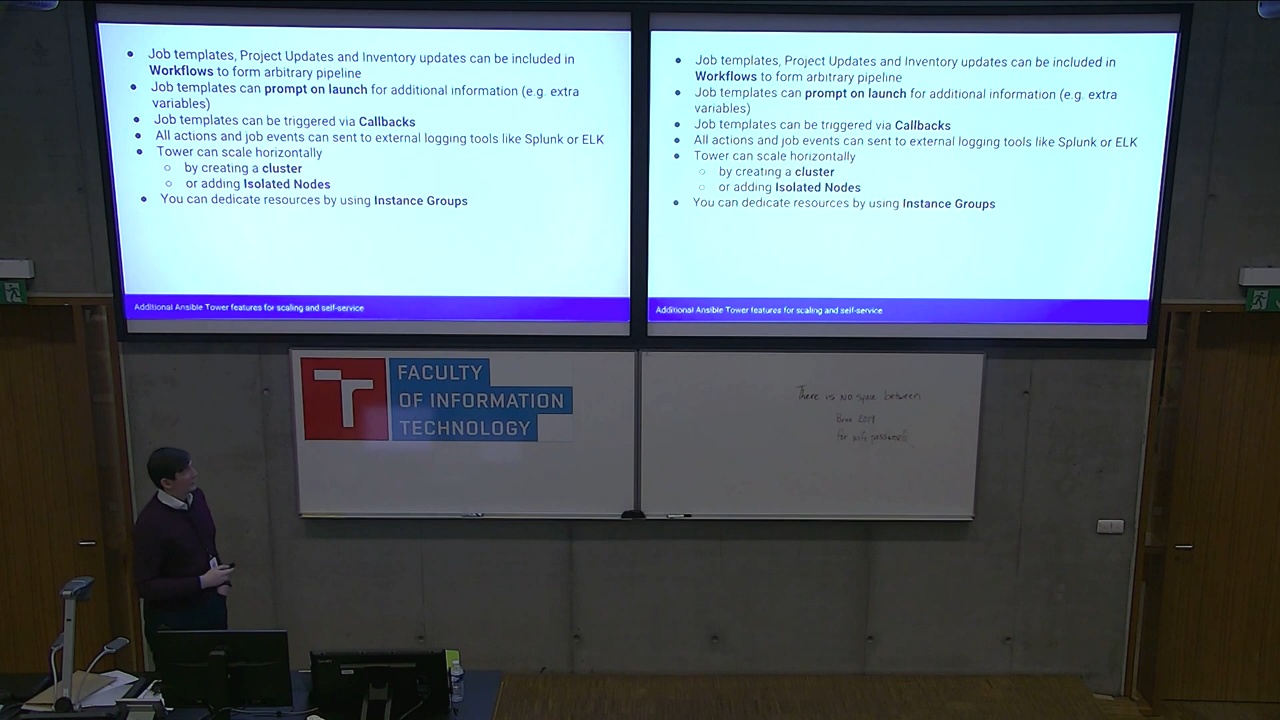 Job templates, Project Updates and Inventory updates can be included in
Workflows to form arbitrary pipeline
Job templates can prompt on launch for additional information (e.g. extra
variables)
Job templates can be triggered via Callbacks
All actions and job events can sent to external logging tools like Splunk or ELK
Tower can scale horizontally
by creating a cluster
or adding Isolated Nodes
You can dedicate resources by using Instance Groups
Additional Ansible Tower features for scaling and self-service
Job templates, Project Updates and Inventory updates can be included in
Workflows to form arbitrary pipeline
Job templates can prompt on launch for additional information (e.g. extra
variables)
Job templates can be triggered via Callbacks
All actions and job events can sent to external logging tools like Splunk or ELK
Tower can scale horizontally
by creating a cluster
or adding Isolated Nodes
You can dedicate resources by using Instance Groups
Additional Ansible Tower features for scaling and self-service
FACULTY
OF INFORMATION
TECHNOLOGY
There is NO space between
2019
For